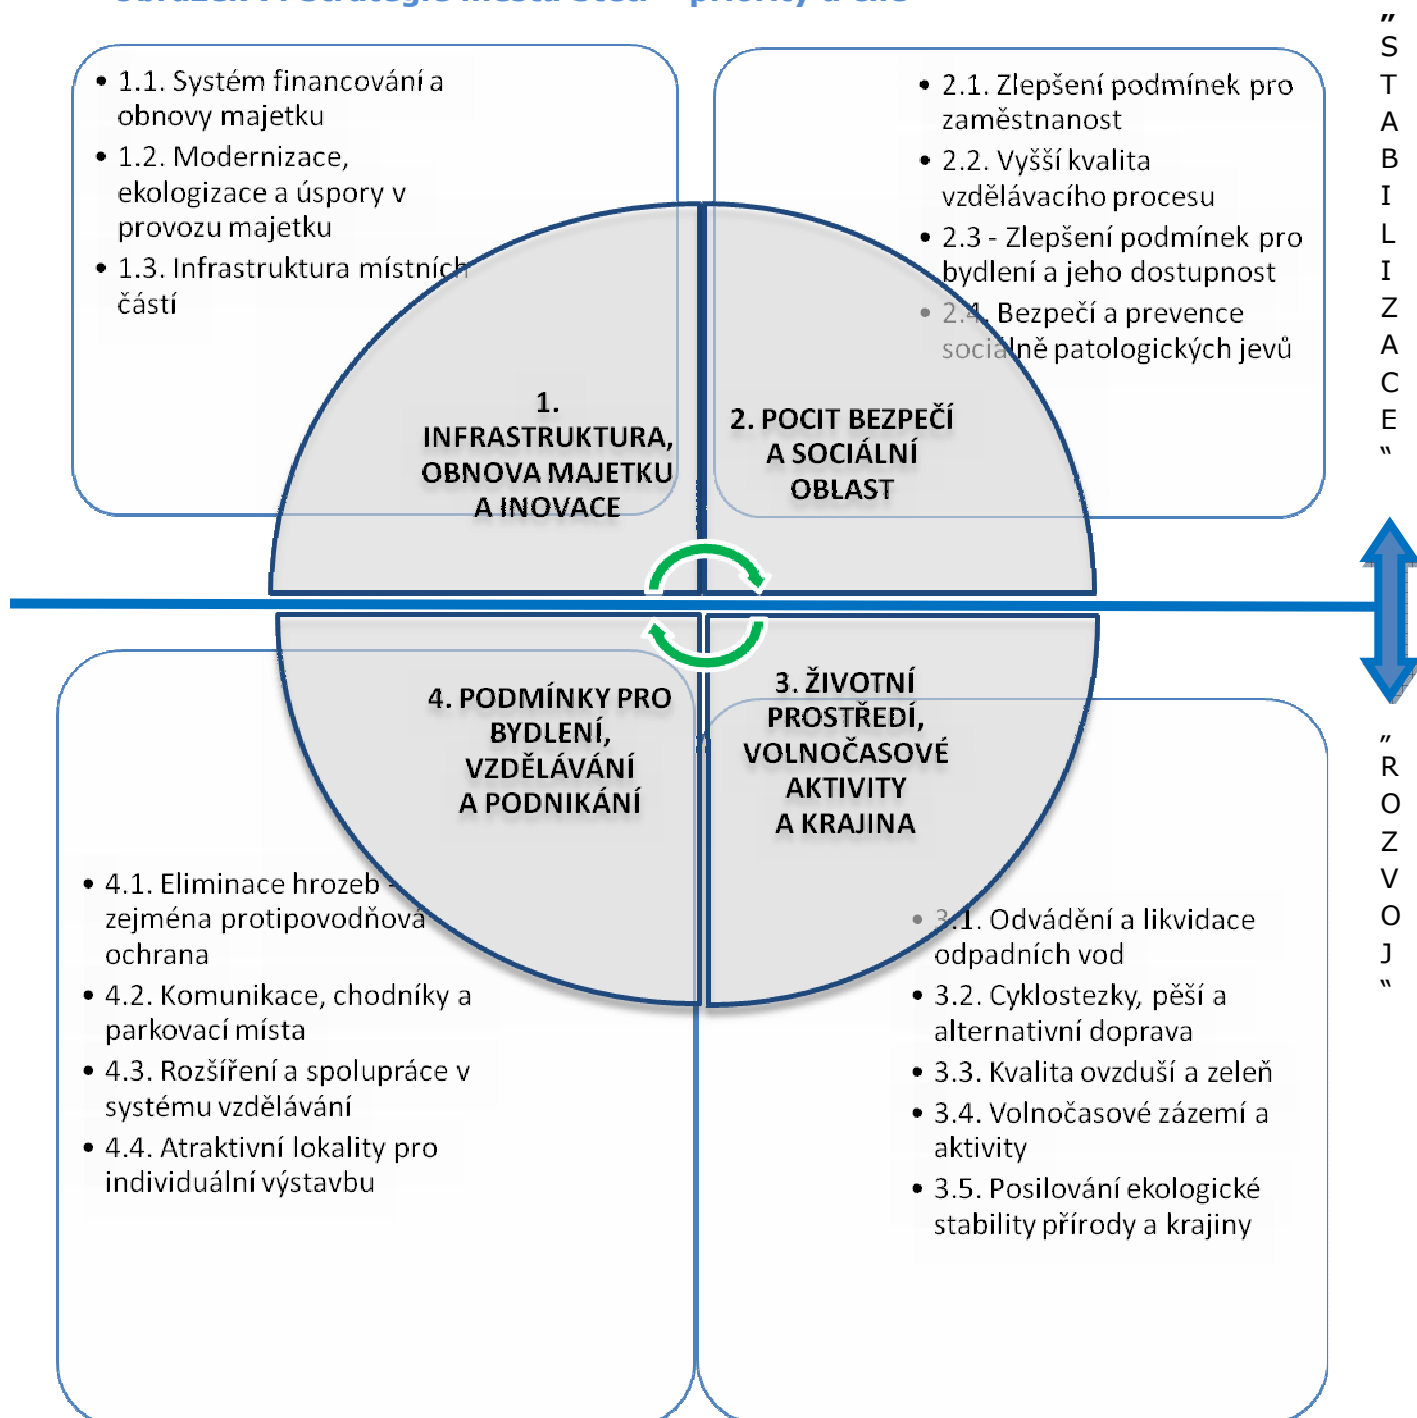 • 1.1. Systém financování a
obnovy majetku
• 1.2. Modernizace,
ekologizace a úspory v
provozu majetku
• 1.3. Infrastruktura místních
částí
• 2.1. Zlepšení podmínek pro
zaměstnanost
• 2.2. Vyšší kvalita
vzdělávacího procesu
• 2.3 - Zlepšení podmínek pro
bydlení a jeho dostupnost
• 2.4. Bezpečí a prevence
sociálně patologických jevů
1.
INFRASTRUKTURA,
OBNOVA MAJETKU
A INOVACE
2. POCIT BEZPEČÍ
A SOCIÁLNÍ
OBLAST
„STABILIZACE“
4. PODMÍNKY PRO
BYDLENÍ,
VZDĚLÁVÁNÍ
A PODNIKÁNÍ
3. ŽIVOTNÍ
PROSTŘEDÍ,
VOLNOČASOVÉ
AKTIVITY
A KRAJINA
• 4.1. Eliminace hrozeb -
zejména protipovodňová
ochrana
• 4.2. Komunikace, chodníky a
parkovací místa
• 4.3. Rozšíření a spolupráce v
systému vzdělávání
• 4.4. Atraktivní lokality pro
individuální výstavbu
• 3.1. Odvádění a likvidace
odpadních vod
• 3.2. Cyklostezky, pěší a
alternativní doprava
• 3.3. Kvalita ovzduší a zeleň
• 3.4. Volnočasové zázemí a
aktivity
• 3.5. Posilování ekologické
stability přírody a krajiny
„ROZVOJ“